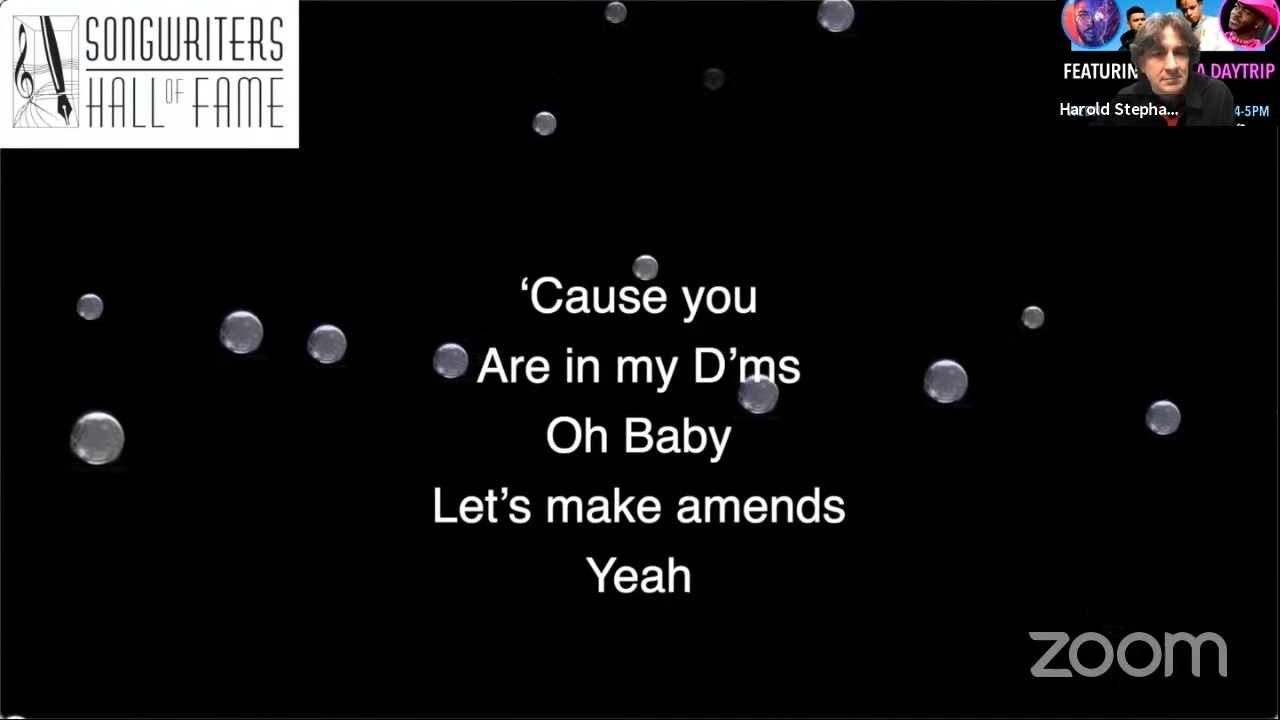 SONGWRITERS
HALL OF FAME
FEATURIN A DAYTRIP
Harold Stepha...
4-5PM
‘Cause you
Are in my D’ms
Oh Baby
Let’s make amends
Yeah
zoom